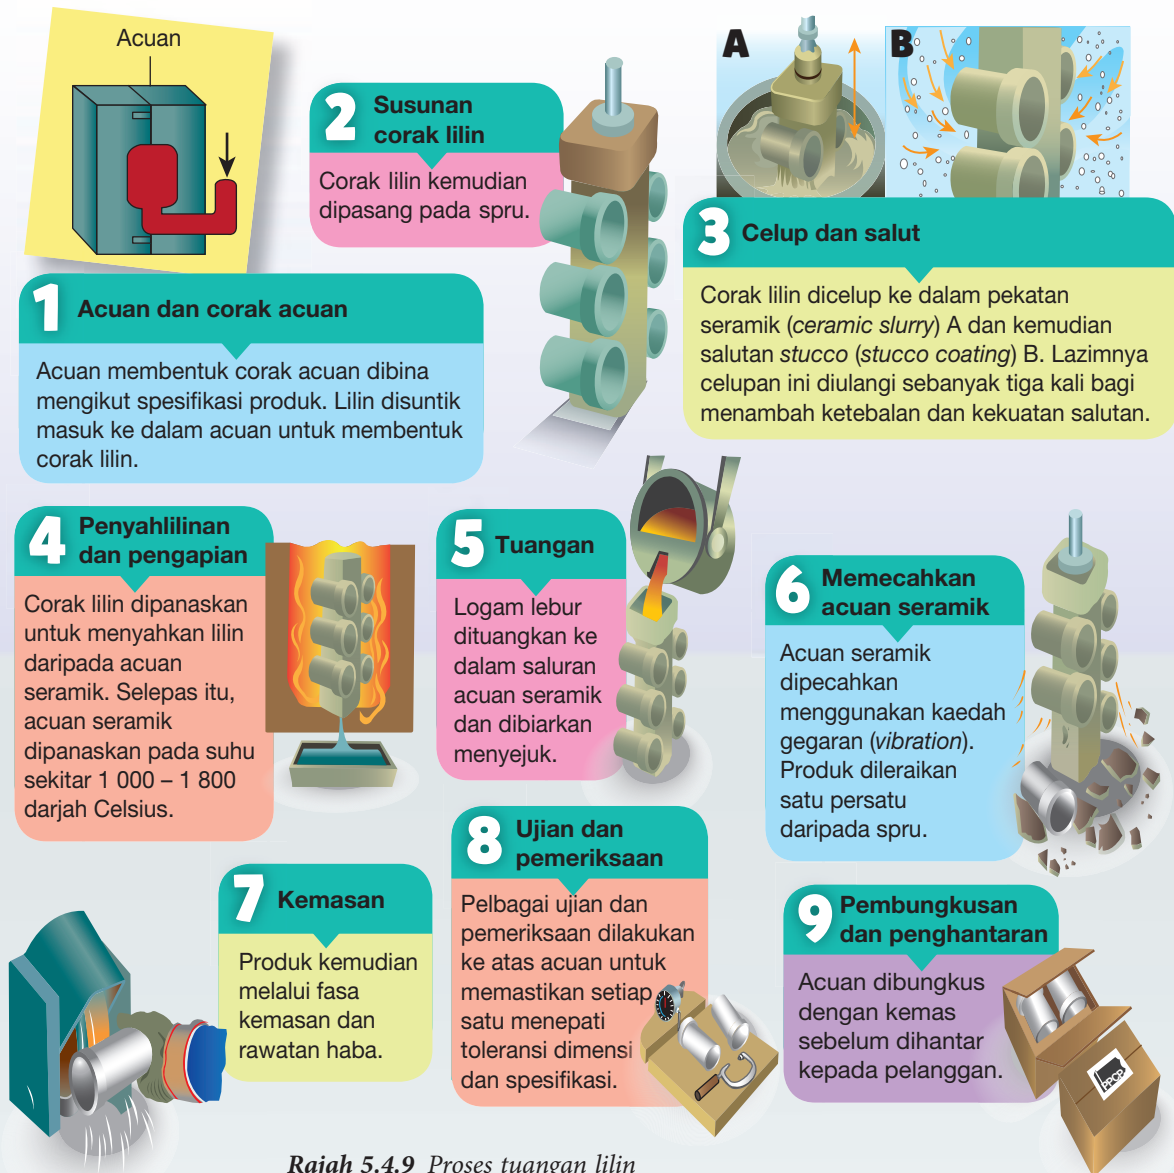 Acuan
1 Acuan dan corak acuan
Acuan membentuk corak acuan dibina
mengikut spesifikasi produk. Lilin disuntik
masuk ke dalam acuan untuk membentuk
corak lilin.
2 Susunan
corak lilin
Corak lilin kemudian
dipasang pada spru.
A
B
3 Celup dan salut
Corak lilin dicelup ke dalam pekatan
seramik (ceramic slurry) A dan kemudian
salutan stucco (stucco coating) B. Lazimnya
celupan ini diulangi sebanyak tiga kali bagi
menambah ketebalan dan kekuatan salutan.
4 Penyahlilinan
dan pengapian
Corak lilin dipanaskan
untuk menyahkan lilin
daripada acuan
seramik. Selepas itu,
acuan seramik
dipanaskan pada suhu
sekitar 1 000 – 1 800
darjah Celsius.
5 Tuangan
Logam lebur
dituangkan ke
dalam saluran
acuan seramik
dan dibiarkan
menyejuk.
6 Memecahkan
acuan seramik
Acuan seramik
dipecahkan
menggunakan kaedah
gegaran (vibration).
Produk dileraikan
satu persatu
daripada spru.
7 Kemasan
Produk kemudian
melalui fasa
kemasan dan
rawatan haba.
8 Ujian dan
pemeriksaan
Pelbagai ujian dan
pemeriksaan dilakukan
ke atas acuan untuk
memastikan setiap
satu menepati
toleransi dimensi
dan spesifikasi.
9 Pembungkusan
dan penghantaran
Acuan dibungkus
dengan kemas
sebelum dihantar
kepada pelanggan.
PPCP
Rajah 5.4.9 Proses tuangan lilin